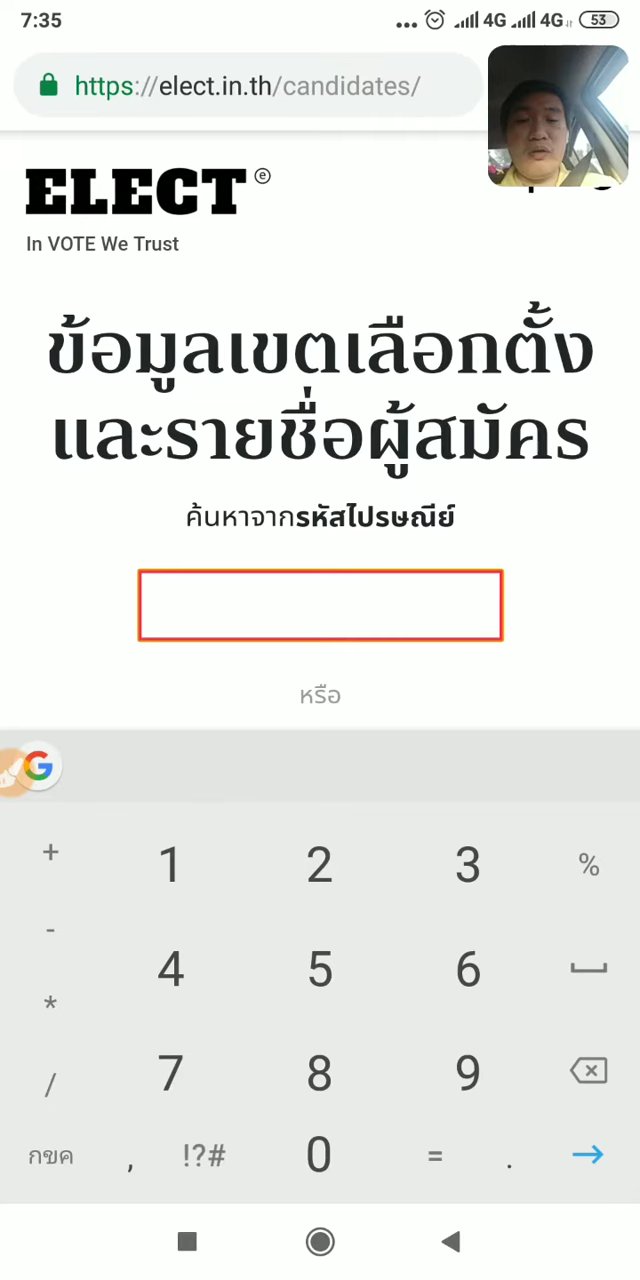 7:35
... 4G 4G 53
https://elect.in.th/candidates/
ELECT e
In VOTE We Trust
ข้อมูลเขตเลือกตั้ง
และรายชื่อผู้สมัคร
ค้นหาจากรหัสไปรษณีย์
หรือ
+ 1 2 3 %
-
4 5 6
*
7 8 9
/
กขค , !?# 0 = .